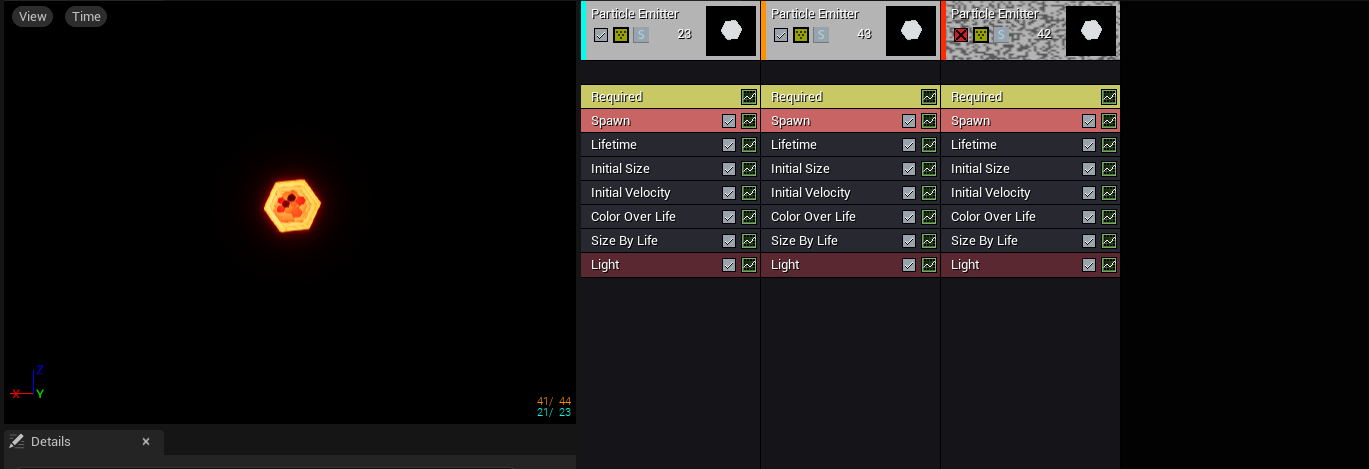 View Time
Particle Emitter
S 23
Particle Emitter
S 43
Particle Emitter
S 42
Required Required Required
Spawn Spawn Spawn
Lifetime Lifetime Lifetime
Initial Size Initial Size Initial Size
Initial Velocity Initial Velocity Initial Velocity
Color Over Life Color Over Life Color Over Life
Size By Life Size By Life Size By Life
Light Light Light
Z
X Y
41/ 44
21/ 23
Details